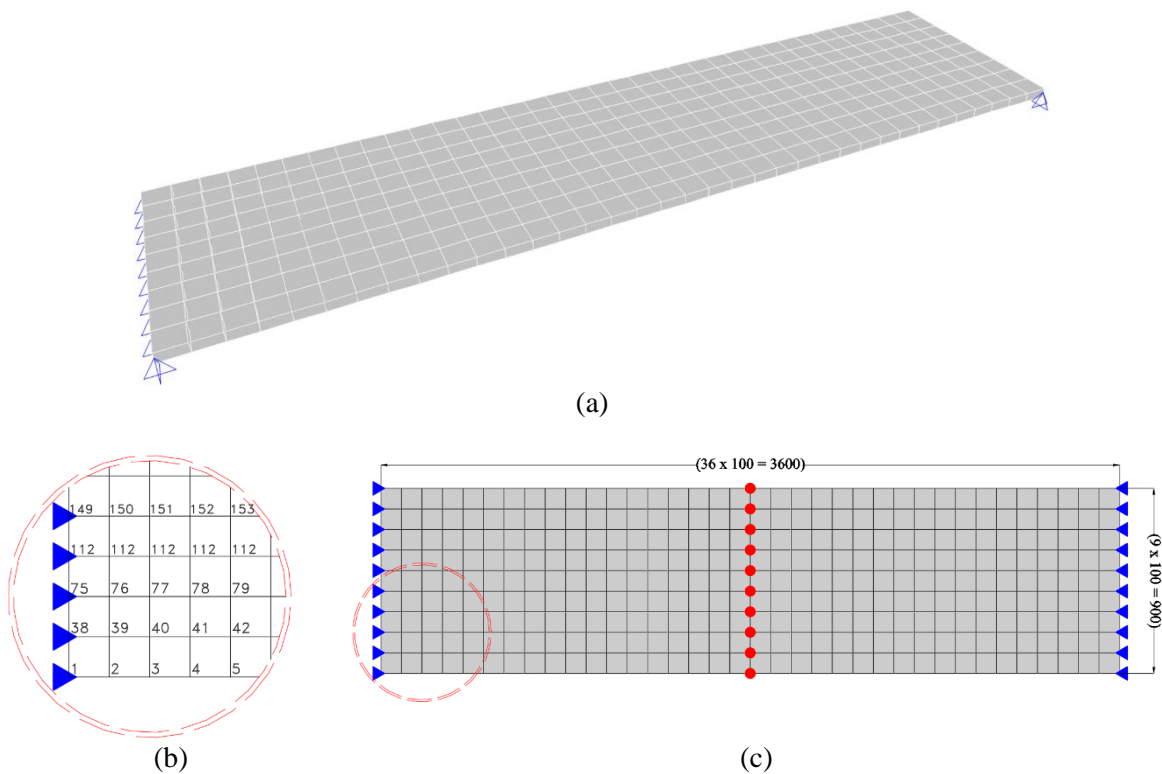 (a)
149 150 151 152 153
112 112 112 112 112
75 76 77 78 79
38 39 40 41 42
1 2 3 4 5
(b)
(36 x 100 = 3600)
(9 x 100 = 900)
(c)